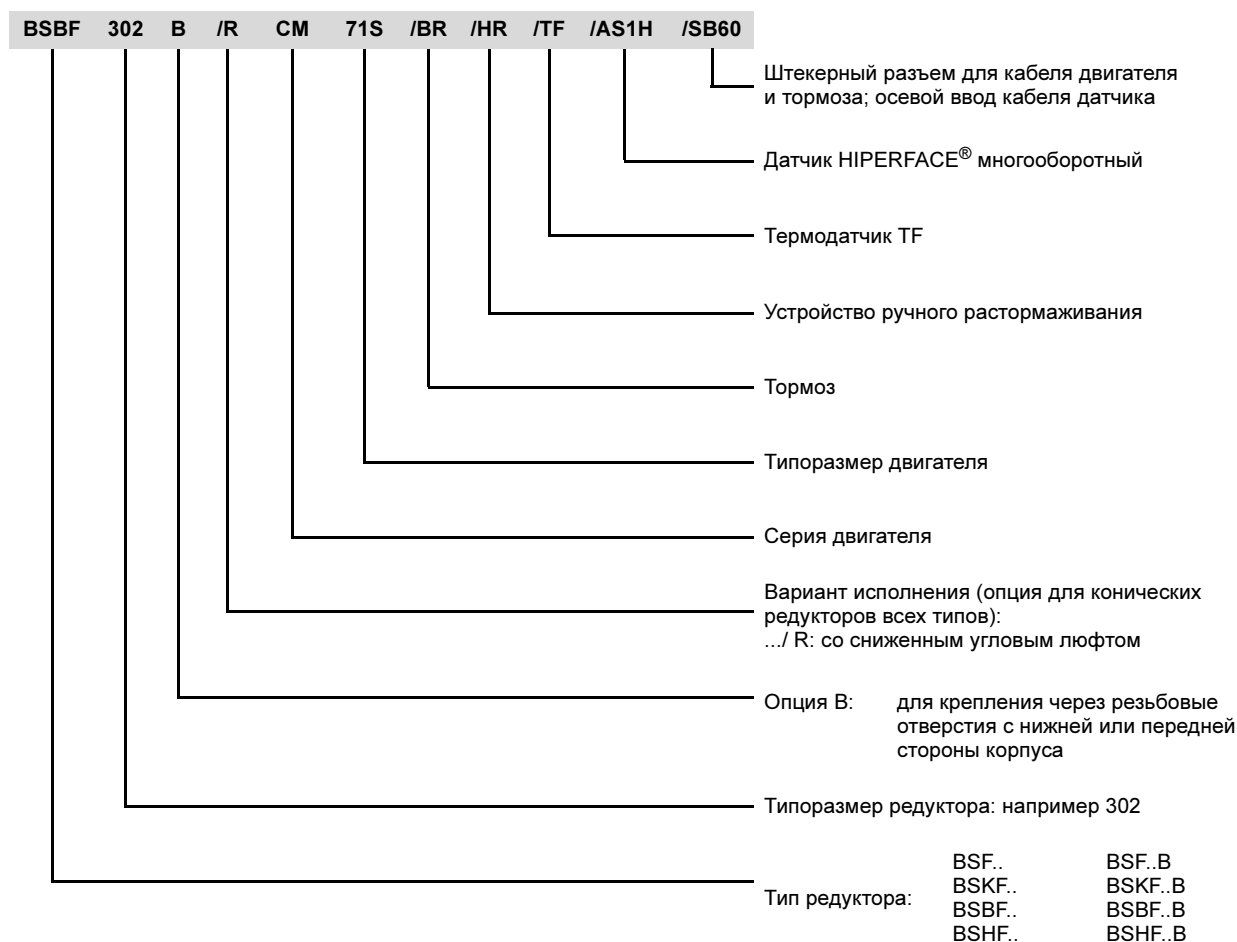 BSBF 302 B /R CM 71S /BR /HR /TF /AS1H /SB60
Штекерный разъем для кабеля двигателя
и тормоза; осевой ввод кабеля датчика
Датчик HIPERFACE® многооборотный
Термодатчик TF
Устройство ручного растормаживания
Тормоз
Типоразмер двигателя
Серия двигателя
Вариант исполнения (опция для конических
редукторов всех типов):
.../ R: со сниженным угловым люфтом
Опция B: для крепления через резьбовые
отверстия с нижней или передней
стороны корпуса
Типоразмер редуктора: например 302
Тип редуктора:
BSF.. BSF..B
BSKF.. BSKF..B
BSBF.. BSBF..B
BSHF.. BSHF..B